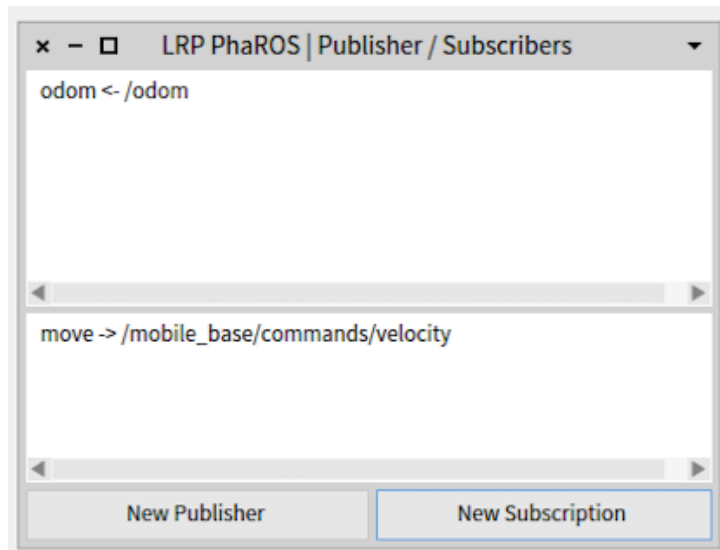 LRP PhaROS | Publisher / Subscribers
odom <- /odom
move -> /mobile_base/commands/velocity
New Publisher
New Subscription